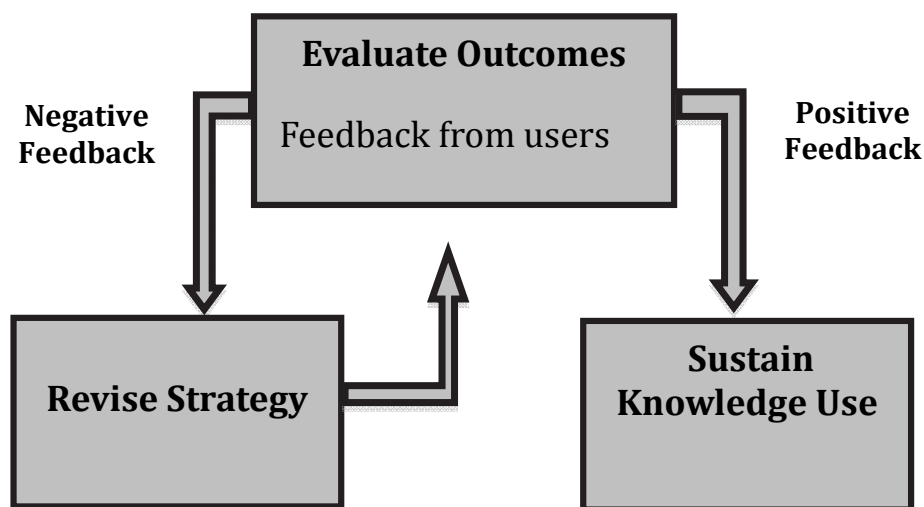 Evaluate Outcomes
Feedback from users
Negative
Feedback
Positive
Feedback
Revise Strategy
Sustain
Knowledge Use